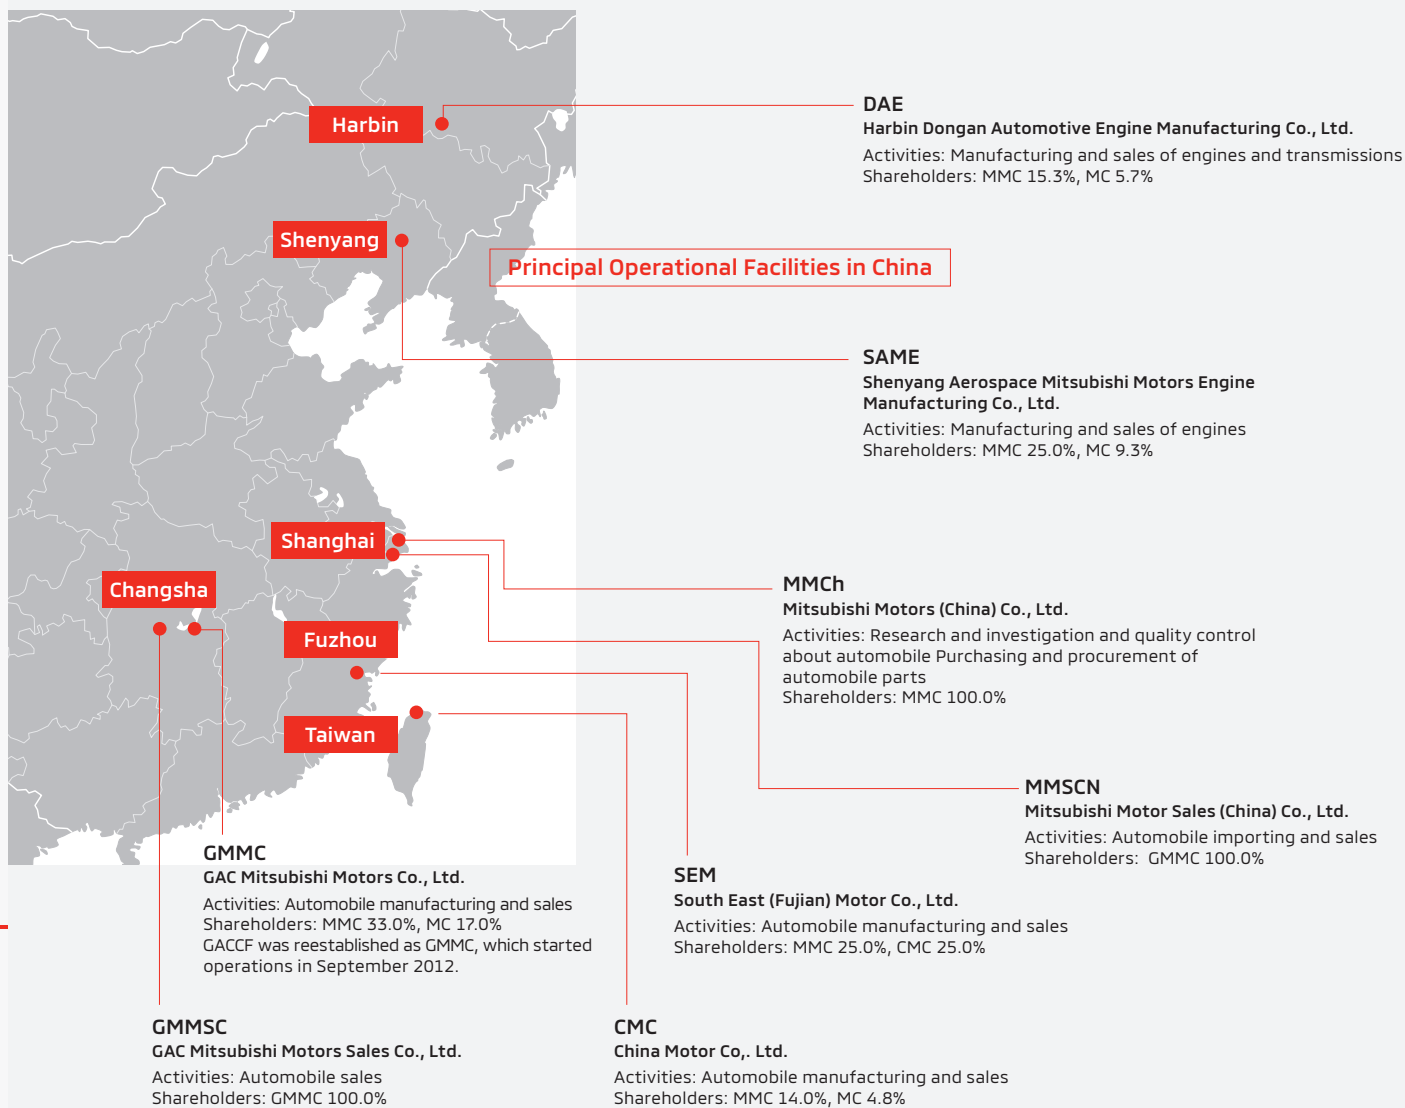 Harbin
DAE
Harbin Dongan Automotive Engine Manufacturing Co., Ltd.
Activities: Manufacturing and sales of engines and transmissions
Shareholders: MMC 15.3%, MC 5.7%
Shenyang
Principal Operational Facilities in China
SAME
Shenyang Aerospace Mitsubishi Motors Engine
Manufacturing Co., Ltd.
Activities: Manufacturing and sales of engines
Shareholders: MMC 25.0%, MC 9.3%
Shanghai
Changsha
MMCh
Mitsubishi Motors (China) Co., Ltd.
Activities: Research and investigation and quality control
about automobile Purchasing and procurement of
automobile parts
Shareholders: MMC 100.0%
Fuzhou
Taiwan
MMSCN
Mitsubishi Motor Sales (China) Co., Ltd.
Activities: Automobile importing and sales
Shareholders: GMMC 100.0%
GMMC
GAC Mitsubishi Motors Co., Ltd.
Activities: Automobile manufacturing and sales
Shareholders: MMC 33.0%, MC 17.0%
GACCF was reestablished as GMMC, which started
operations in September 2012.
SEM
South East (Fujian) Motor Co., Ltd.
Activities: Automobile manufacturing and sales
Shareholders: MMC 25.0%, CMC 25.0%
GMMSC
GAC Mitsubishi Motors Sales Co., Ltd.
Activities: Automobile sales
Shareholders: GMMC 100.0%
CMC
China Motor Co,. Ltd.
Activities: Automobile manufacturing and sales
Shareholders: MMC 14.0%, MC 4.8%